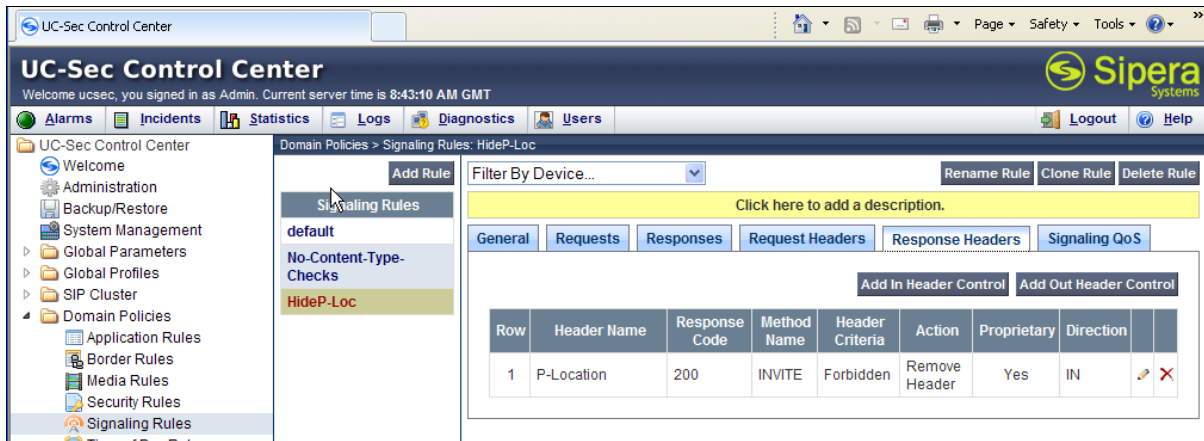 UC-Sec Control Center
Page
Safety
Tools
»
UC-Sec Control Center
Welcome ucsec, you signed in as Admin. Current server time is 8:43:10 AM GMT
Sipera
Systems
Alarms
Incidents
Statistics
Logs
Diagnostics
Users
Logout
Help
UC-Sec Control Center
Welcome
Administration
Backup/Restore
System Management
Global Parameters
Global Profiles
SIP Cluster
Domain Policies
Application Rules
Border Rules
Media Rules
Security Rules
Signaling Rules
Domain Policies > Signaling Rules: HideP-Loc
Add Rule
Signaling Rules
default
No-Content-Type-
Checks
HideP-Loc
Filter By Device...
Rename Rule
Clone Rule
Delete Rule
Click here to add a description.
General
Requests
Responses
Request Headers
Response Headers
Signaling QoS
Add In Header Control
Add Out Header Control
Row
Header Name
Response
Code
Method
Name
Header
Criteria
Action
Proprietary
Direction
1
P-Location
200
INVITE
Forbidden
Remove
Header
Yes
IN